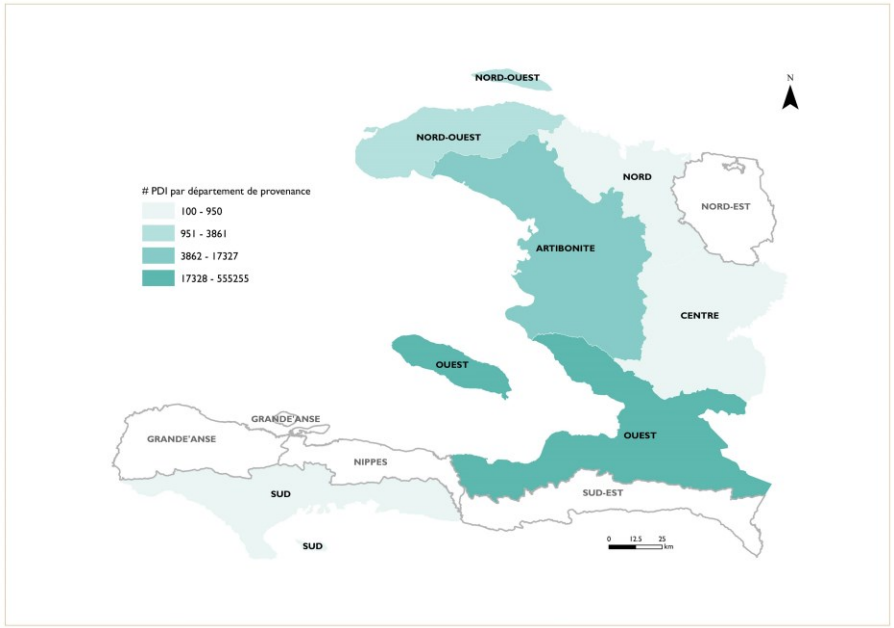 NORD-OUEST
N
NORD-OUEST
NORD
# PDI par département de provenance
100 - 950
951 - 3861
3862 - 17327
17328 - 555255
NORD-EST
ARTIBONITE
CENTRE
OUEST
GRANDE'ANSE
GRANDE'ANSE
OUEST
NIPPES
SUD
SUD-EST
SUD
0 12.5 25
km